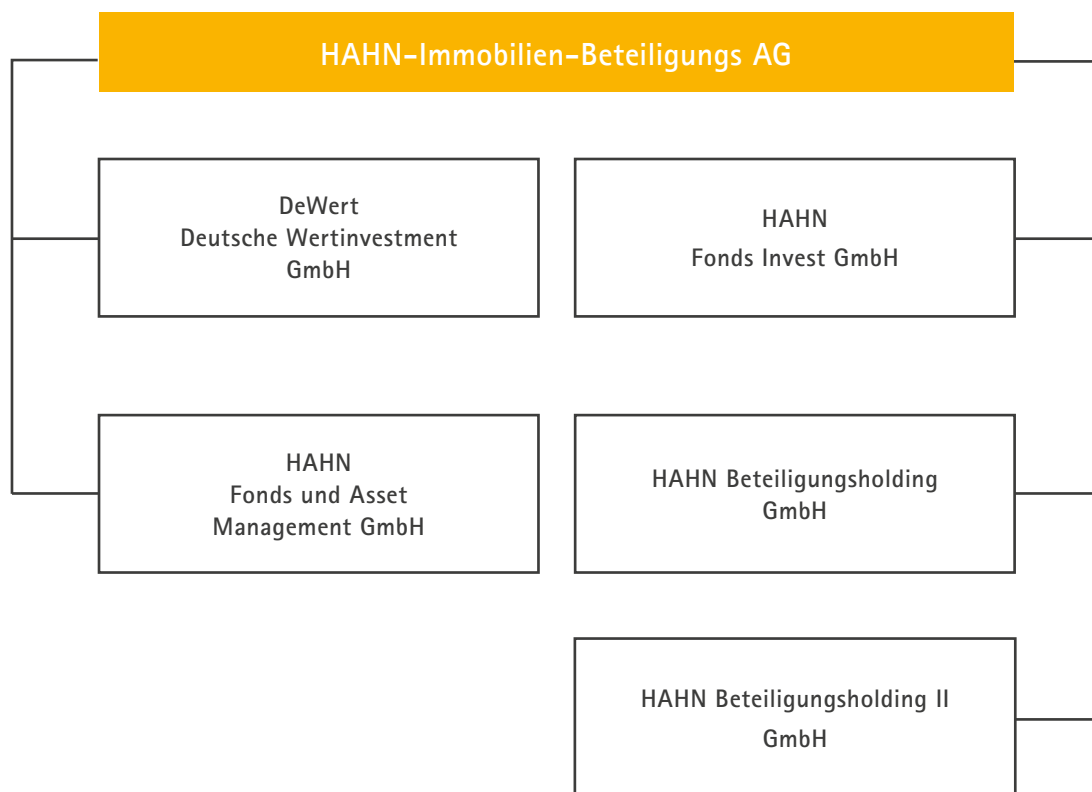 HAHN-Immobilien-Beteiligungs AG
DeWert
Deutsche Wertinvestment
GmbH
HAHN
Fonds Invest GmbH
HAHN
Fonds und Asset
Management GmbH
HAHN Beteiligungsholding
GmbH
HAHN Beteiligungsholding II
GmbH